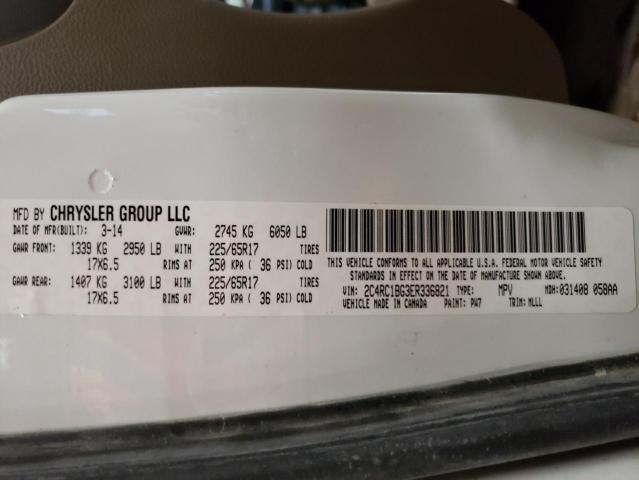 MFD BY CHRYSLER GROUP LLC
DATE OF MFR(BUILT): 3-14 GVWR: 2745 KG 6050 LB
GAWR FRONT: 1339 KG 2950 LB WITH 225/65R17 TIRES
17X6.5 RIMS AT 250 KPA ( 36 PSI) COLD
GAWR REAR: 1407 KG 3100 LB WITH 225/65R17 TIRES
17X6.5 RIMS AT 250 KPA ( 36 PSI) COLD
THIS VEHICLE CONFORMS TO ALL APPLICABLE U.S.A. FEDERAL MOTOR VEHICLE SAFETY
STANDARDS IN EFFECT ON THE DATE OF MANUFACTURE SHOWN ABOVE.
VIN: 2C4RC1BG3ER336821 TYPE: MPV MDH:031408 058AA
VEHICLE MADE IN CANADA PAINT: PW7 TRIM: MLLL